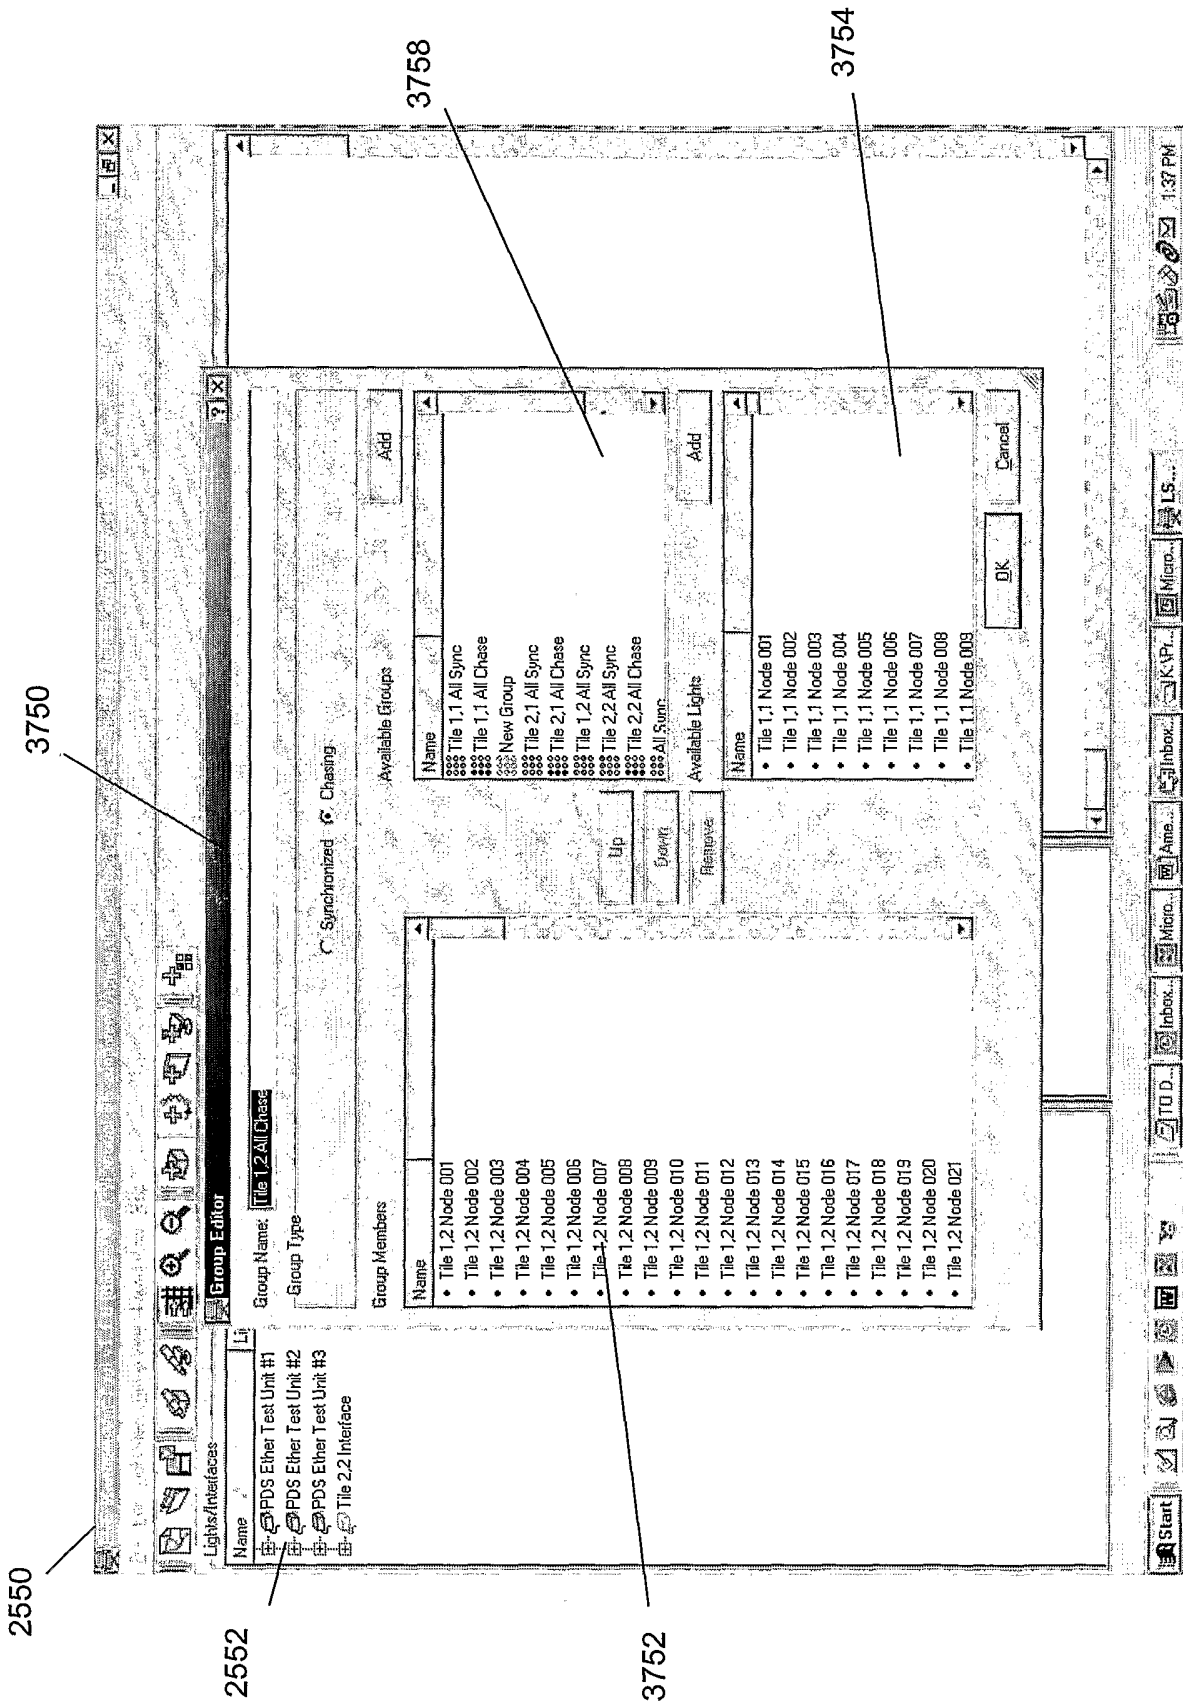 2550
3750
3758
3754
2552
3752
Group Editor
Lights/Interfaces
Name
Li
PDS Ether Test Unit #1
PDS Ether Test Unit #2
PDS Ether Test Unit #3
Tile 2,2 Interface
Group Name: Tile 1,2 All Chase
Group Type
Synchronized Chasing
Group Members
Name
Tile 1,2 Node 001
Tile 1,2 Node 002
Tile 1,2 Node 003
Tile 1,2 Node 004
Tile 1,2 Node 005
Tile 1,2 Node 006
Tile 1,2 Node 007
Tile 1,2 Node 008
Tile 1,2 Node 009
Tile 1,2 Node 010
Tile 1,2 Node 011
Tile 1,2 Node 012
Tile 1,2 Node 013
Tile 1,2 Node 014
Tile 1,2 Node 015
Tile 1,2 Node 016
Tile 1,2 Node 017
Tile 1,2 Node 018
Tile 1,2 Node 019
Tile 1,2 Node 020
Tile 1,2 Node 021
Up
Down
Remove
Available Groups
Add
Name
Tile 1,1 All Sync
Tile 1,1 All Chase
New Group
Tile 2,1 All Sync
Tile 2,1 All Chase
Tile 1,2 All Sync
Tile 2,2 All Sync
Tile 2,2 All Chase
All Sync
Available Lights
Add
Name
Tile 1,1 Node 001
Tile 1,1 Node 002
Tile 1,1 Node 003
Tile 1,1 Node 004
Tile 1,1 Node 005
Tile 1,1 Node 006
Tile 1,1 Node 007
Tile 1,1 Node 008
Tile 1,1 Node 009
OK
Cancel
Start
TO D...
Inbox...
Micro...
Ame...
Inbox...
K:\Pr...
Micro...
LS...
1:37 PM